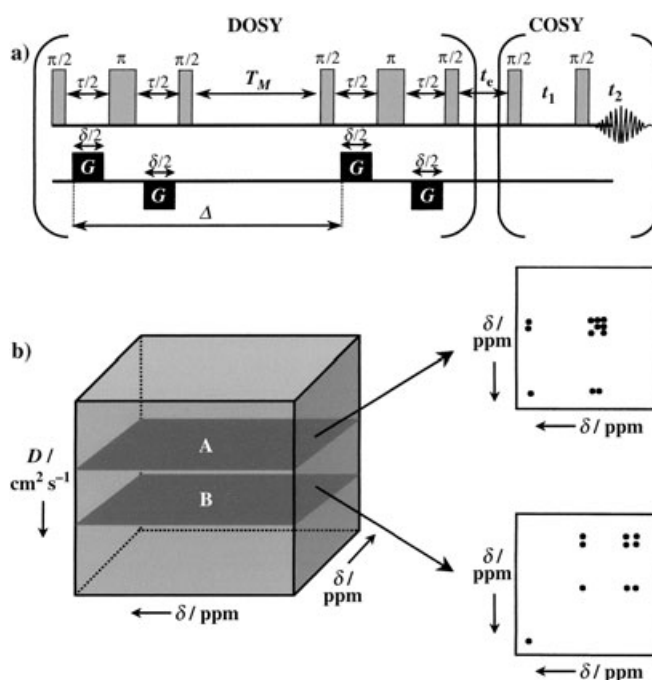 DOSY COSY
a) π/2 π π/2 π/2 π π/2 π/2 π/2
τ/2 τ/2 T_M τ/2 τ/2 t_e t_1 t_2
δ/2 δ/2 δ/2 δ/2
G G G G
Δ
b)
δ /
ppm
δ / ppm
D /
cm² s⁻¹
A
B
δ /
ppm
δ / ppm
δ /
ppm
δ / ppm